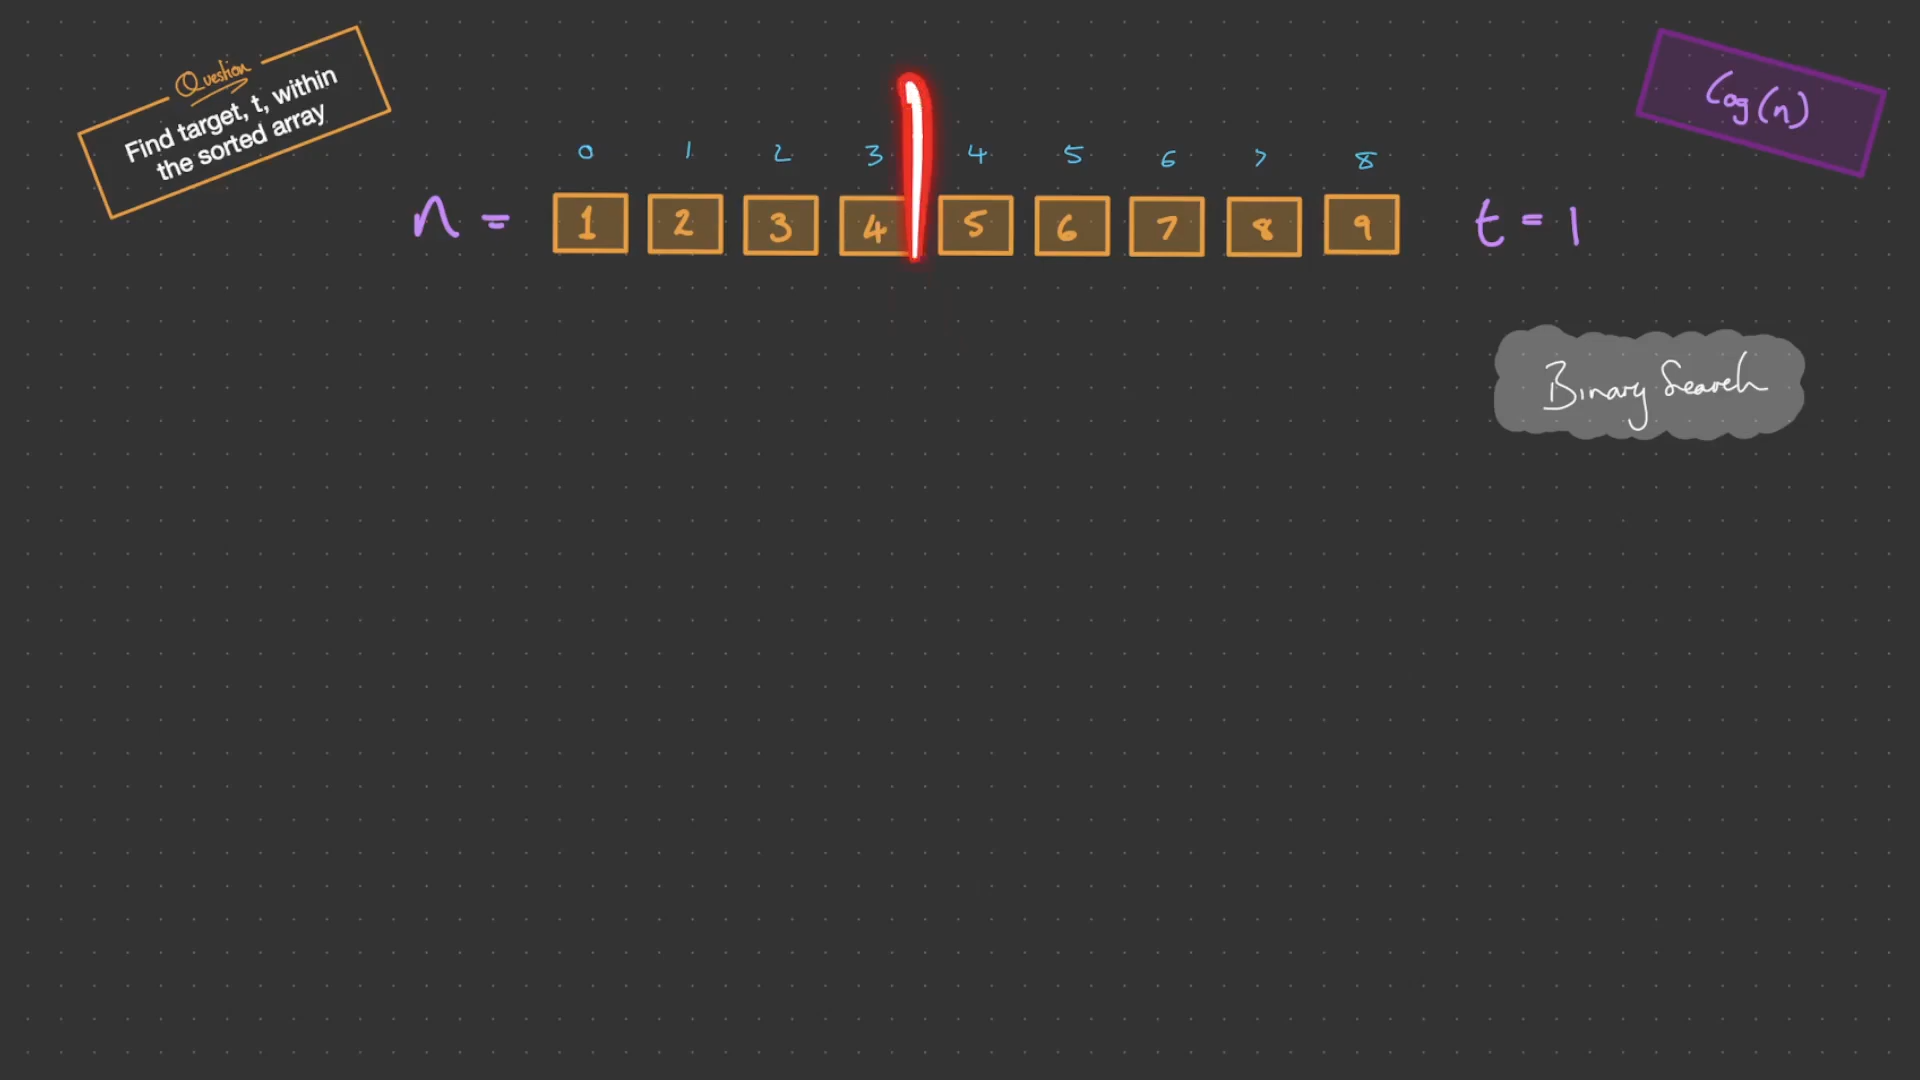 Question
Find target, t, within
the sorted array
Log(n)
0 1 2 3 4 5 6 7 8
n = 1 2 3 4 5 6 7 8 9 t = 1
Binary Search